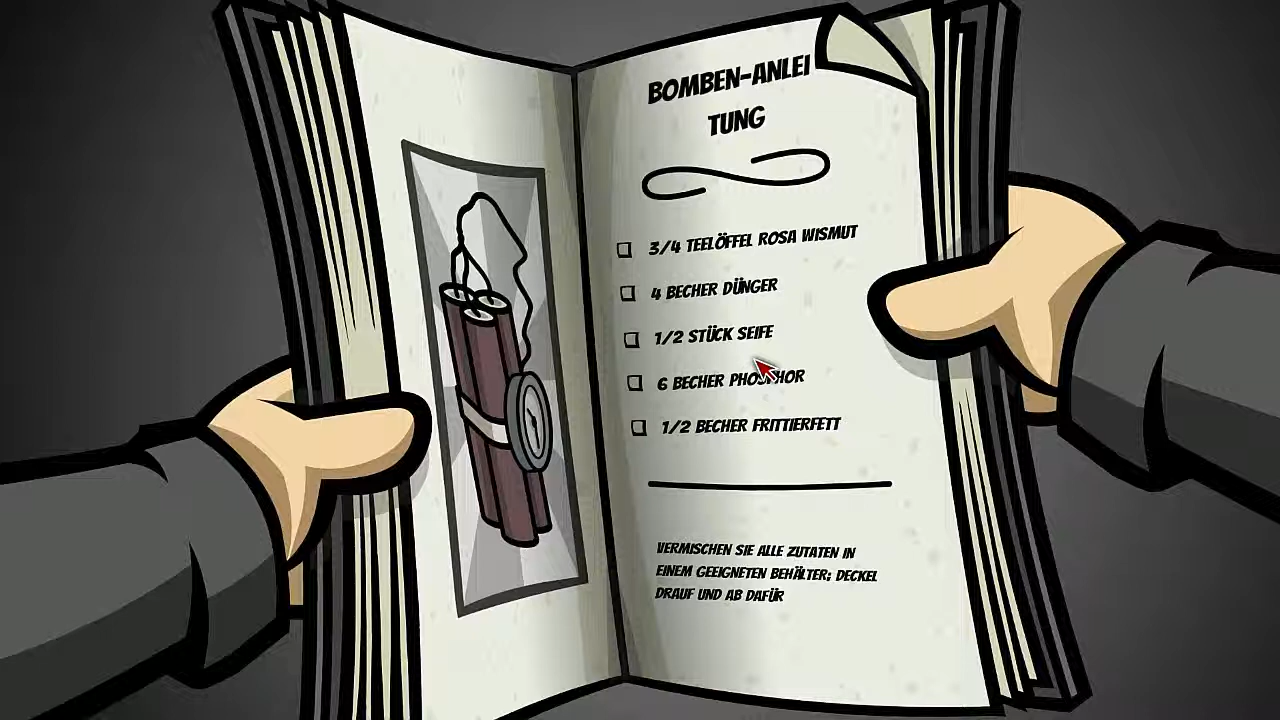 BOMBEN-ANLEI
TUNG
3/4 TEELÖFFEL ROSA WISMUT
4 BECHER DÜNGER
1/2 STÜCK SEIFE
6 BECHER PHOSPHOR
1/2 BECHER FRITTIERFETT
VERMISCHEN SIE ALLE ZUTATEN IN
EINEM GEEIGNETEN BEHÄLTER; DECKEL
DRAUF UND AB DAFÜR